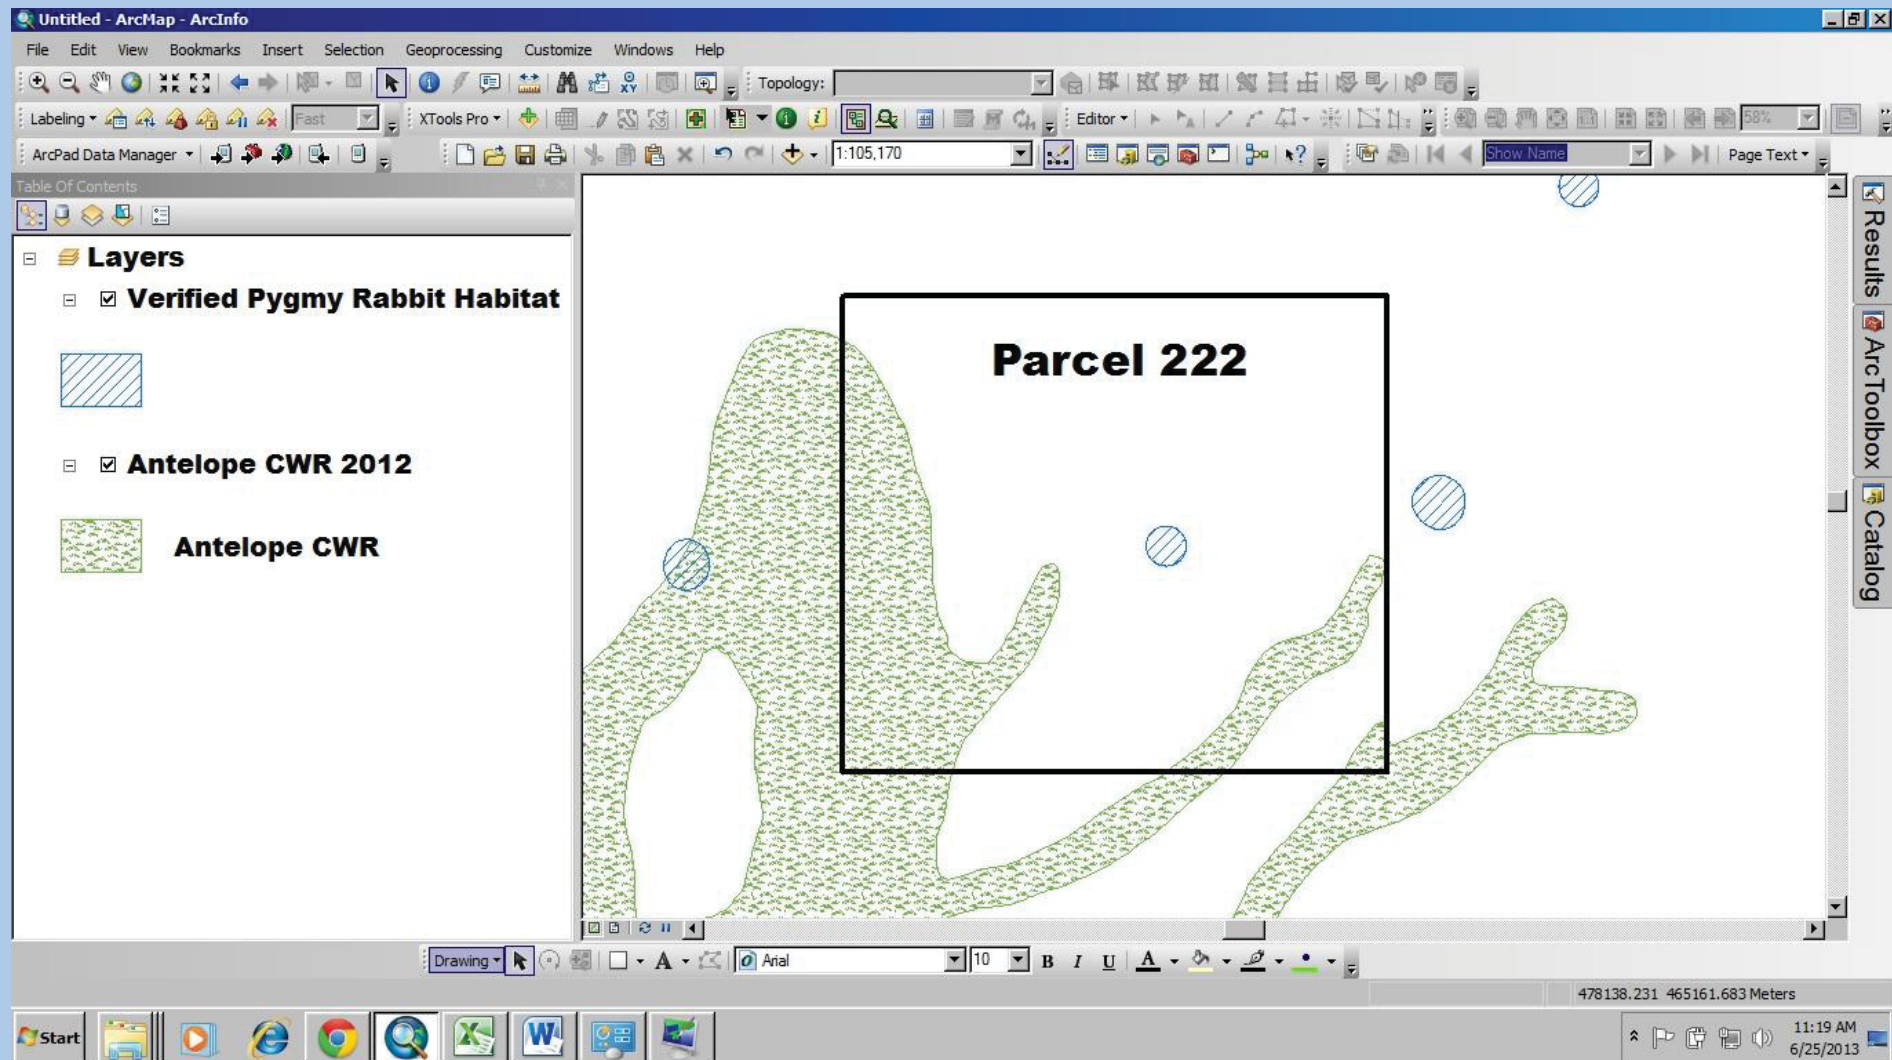 Untitled - ArcMap - ArcInfo
File Edit View Bookmarks Insert Selection Geoprocessing Customize Windows Help
Topology:
Labeling Fast XTools Pro Editor 58%
ArcPad Data Manager 1:105,170 Show Name Page Text
Table Of Contents
Layers
Verified Pygmy Rabbit Habitat
Antelope CWR 2012
Antelope CWR
Parcel 222
Results
ArcToolbox
Catalog
Drawing A Arial 10 B I U A
478138.231 465161.683 Meters
Start
11:19 AM
6/25/2013